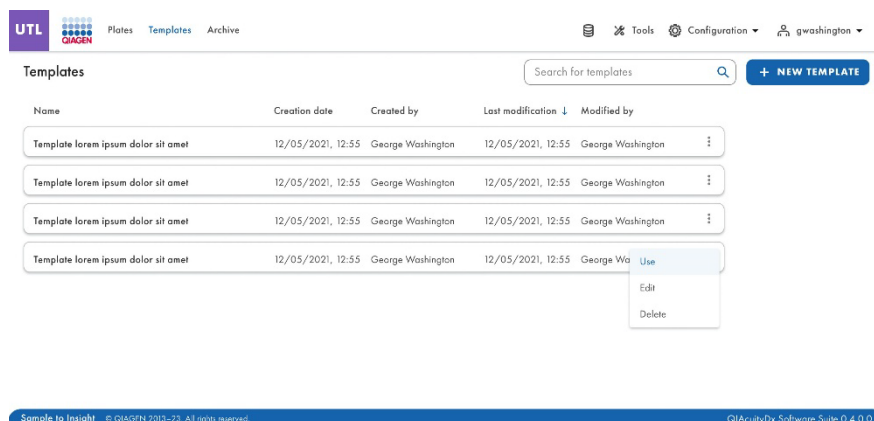 UTL QIAGEN Plates Templates Archive Tools Configuration gwashington
Templates Search for templates + NEW TEMPLATE
Name Creation date Created by Last modification ↓ Modified by
Template lorem ipsum dolor sit amet 12/05/2021, 12:55 George Washington 12/05/2021, 12:55 George Washington
Template lorem ipsum dolor sit amet 12/05/2021, 12:55 George Washington 12/05/2021, 12:55 George Washington
Template lorem ipsum dolor sit amet 12/05/2021, 12:55 George Washington 12/05/2021, 12:55 George Washington
Template lorem ipsum dolor sit amet 12/05/2021, 12:55 George Washington 12/05/2021, 12:55 George Wa
Use
Edit
Delete
Sample to Insight © QIAGEN 2013–23. All rights reserved. QIAcuityDx Software Suite 0.4.0.0